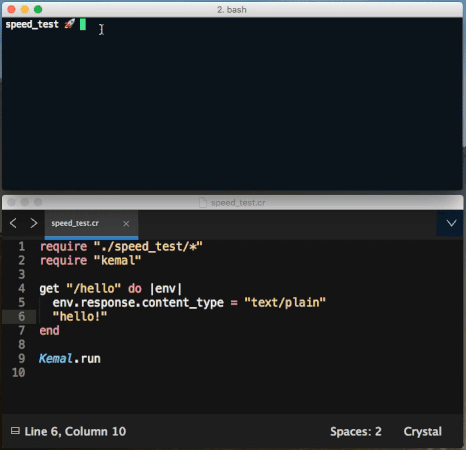 2. bash
speed_test 🚀
speed_test.cr
speed_test.cr ×
1 require "./speed_test/*"
2 require "kemal"
3
4 get "/hello" do |env|
5   env.response.content_type = "text/plain"
6   "hello!"
7 end
8
9 Kemal.run
10
Line 6, Column 10 Spaces: 2 Crystal